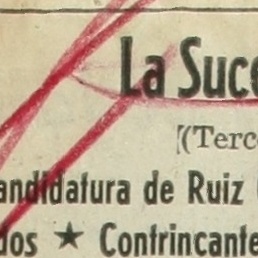 La Suce
(Terc
andidatura de Ruiz
dos ★ Contrincante